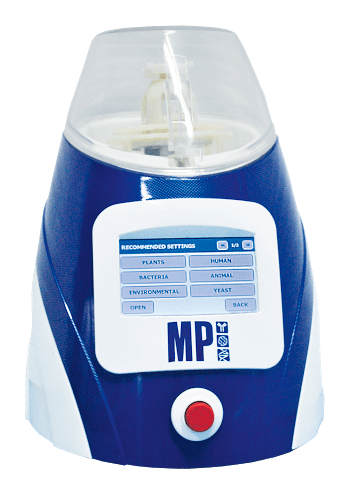 RECOMMENDED SETTINGS 1/3
PLANTS HUMAN
BACTERIA ANIMAL
ENVIRONMENTAL YEAST
OPEN BACK
MP